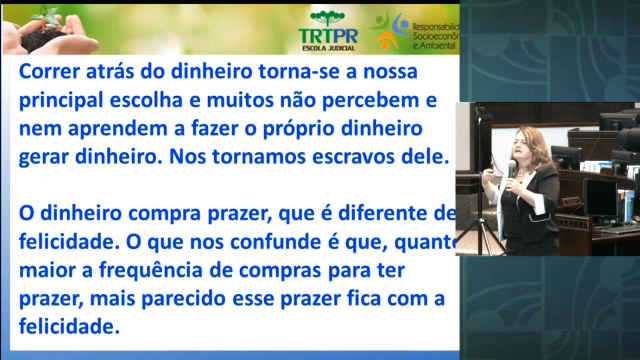 TRTPR
ESCOLA JUDICIAL
Responsabilid
Socioeconôm
e Ambiental
Correr atrás do dinheiro torna-se a nossa
principal escolha e muitos não percebem e
nem aprendem a fazer o próprio dinheiro
gerar dinheiro. Nos tornamos escravos dele.
O dinheiro compra prazer, que é diferente de
felicidade. O que nos confunde é que, quanto
maior a frequência de compras para ter
prazer, mais parecido esse prazer fica com a
felicidade.